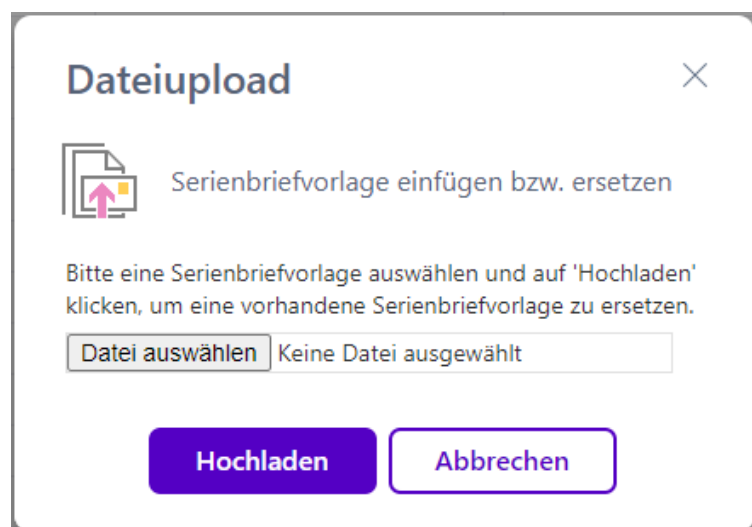 Dateiupload
Serienbriefvorlage einfügen bzw. ersetzen
Bitte eine Serienbriefvorlage auswählen und auf 'Hochladen'
klicken, um eine vorhandene Serienbriefvorlage zu ersetzen.
Datei auswählen Keine Datei ausgewählt
Hochladen Abbrechen